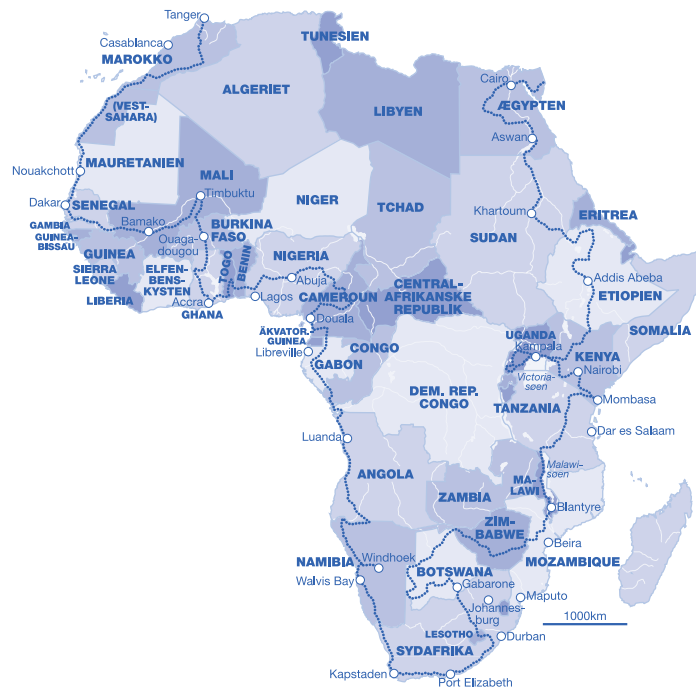 Tanger
Casablanca
MAROKKO
TUNESIEN
ALGERIET
LIBYEN
Cairo
ÆGYPTEN
(VEST-
SAHARA)
Aswan
MAURETANIEN
Nouakchott
MALI
Timbuktu
NIGER
TCHAD
Khartoum
SUDAN
ERITREA
Dakar
SENEGAL
GAMBIA
GUINEA-
BISSAU
Bamako
Ouaga-
dougou
BURKINA
FASO
GUINEA
SIERRA
LEONE
LIBERIA
ELFEN-
BENS-
KYSTEN
Accra
GHANA
TOGO
BENIN
NIGERIA
Abuja
Lagos
CAMEROUN
CENTRAL-
AFRIKANSKE
REPUBLIK
Addis Abeba
ETIOPIEN
SOMALIA
Douala
ÄKVATOR.
GUINEA
Libreville
GABON
CONGO
UGANDA
Kampala
KENYA
Nairobi
Victoria-
søen
DEM. REP.
CONGO
TANZANIA
Mombasa
Dar es Salaam
Luanda
ANGOLA
Malawi-
søen
MA-
LAWI
ZAMBIA
Blantyre
ZIM-
BABWE
Beira
MOZAMBIQUE
NAMIBIA
Windhoek
Walvis Bay
BOTSWANA
Gabarone
Johannes-
burg
Maputo
1000km
LESOTHO
Durban
SYDAFRIKA
Kapstaden
Port Elizabeth